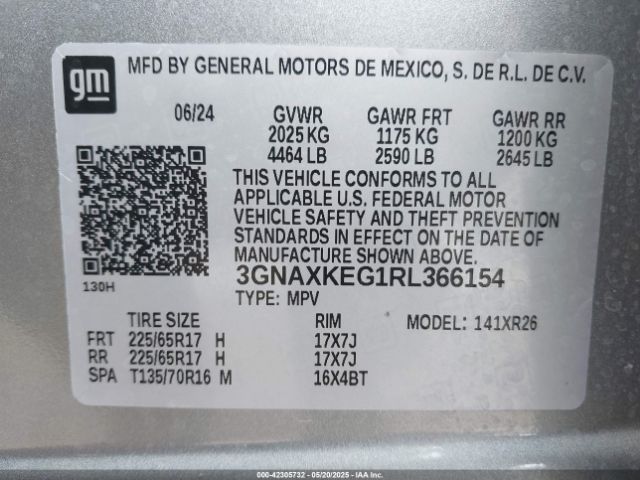 gm
MFD BY GENERAL MOTORS DE MEXICO, S. DE R.L. DE C.V.
06/24 GVWR GAWR FRT GAWR RR
2025 KG 1175 KG 1200 KG
4464 LB 2590 LB 2645 LB
THIS VEHICLE CONFORMS TO ALL
APPLICABLE U.S. FEDERAL MOTOR
VEHICLE SAFETY AND THEFT PREVENTION
STANDARDS IN EFFECT ON THE DATE OF
MANUFACTURE SHOWN ABOVE.
3GNAXKEG1RL366154
130H
TYPE: MPV
TIRE SIZE RIM MODEL: 141XR26
FRT 225/65R17 H 17X7J
RR 225/65R17 H 17X7J
SPA T135/70R16 M 16X4BT
000-42305732 — 05/20/2025 — IAA, Inc.